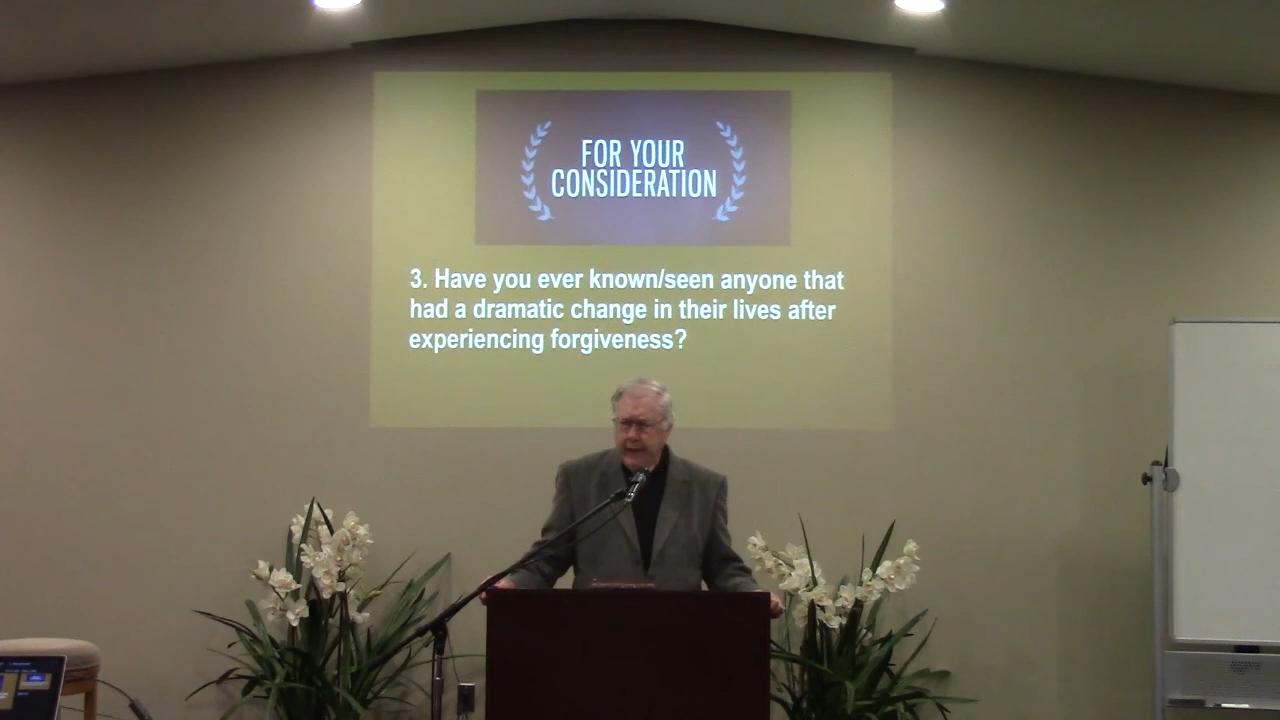 FOR YOUR
CONSIDERATION
3. Have you ever known/seen anyone that
had a dramatic change in their lives after
experiencing forgiveness?